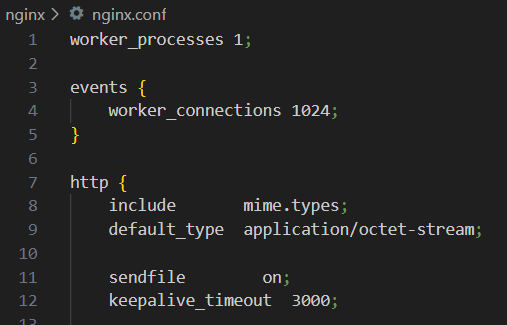 nginx > nginx.conf
1 worker_processes 1;
2
3 events {
4     worker_connections 1024;
5 }
6
7 http {
8     include       mime.types;
9     default_type  application/octet-stream;
10
11     sendfile        on;
12     keepalive_timeout  3000;